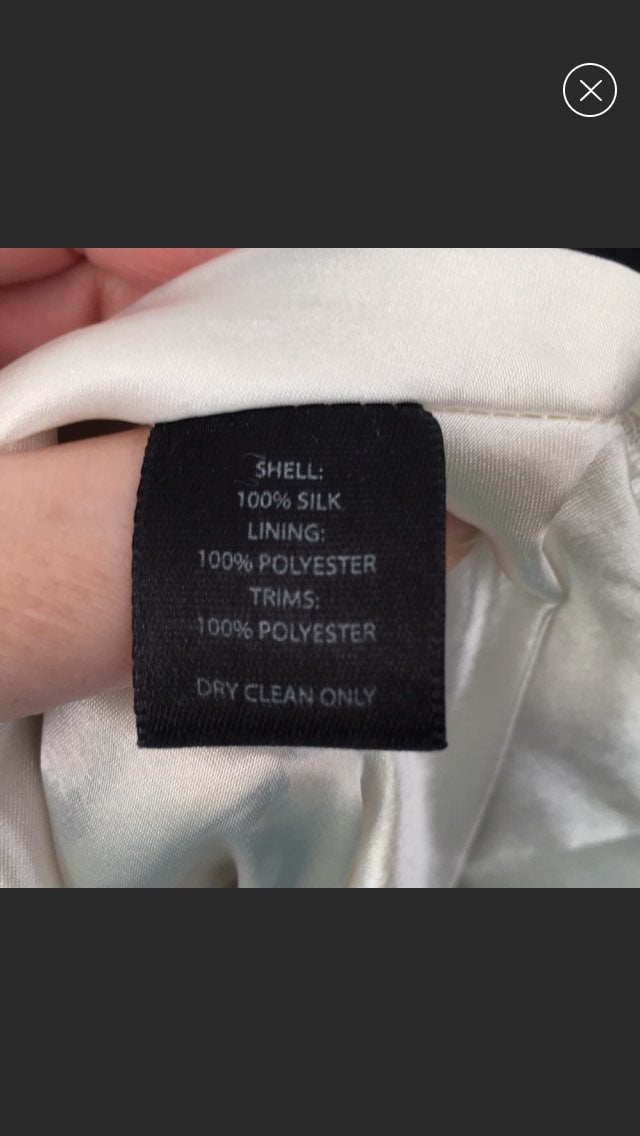 SHELL:
100% SILK
LINING:
100% POLYESTER
TRIMS:
100% POLYESTER
DRY CLEAN ONLY